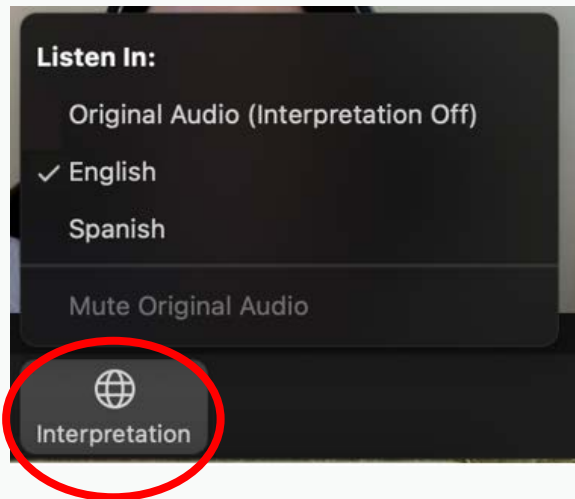 Listen In:
Original Audio (Interpretation Off)
✓ English
Spanish
Mute Original Audio
Interpretation